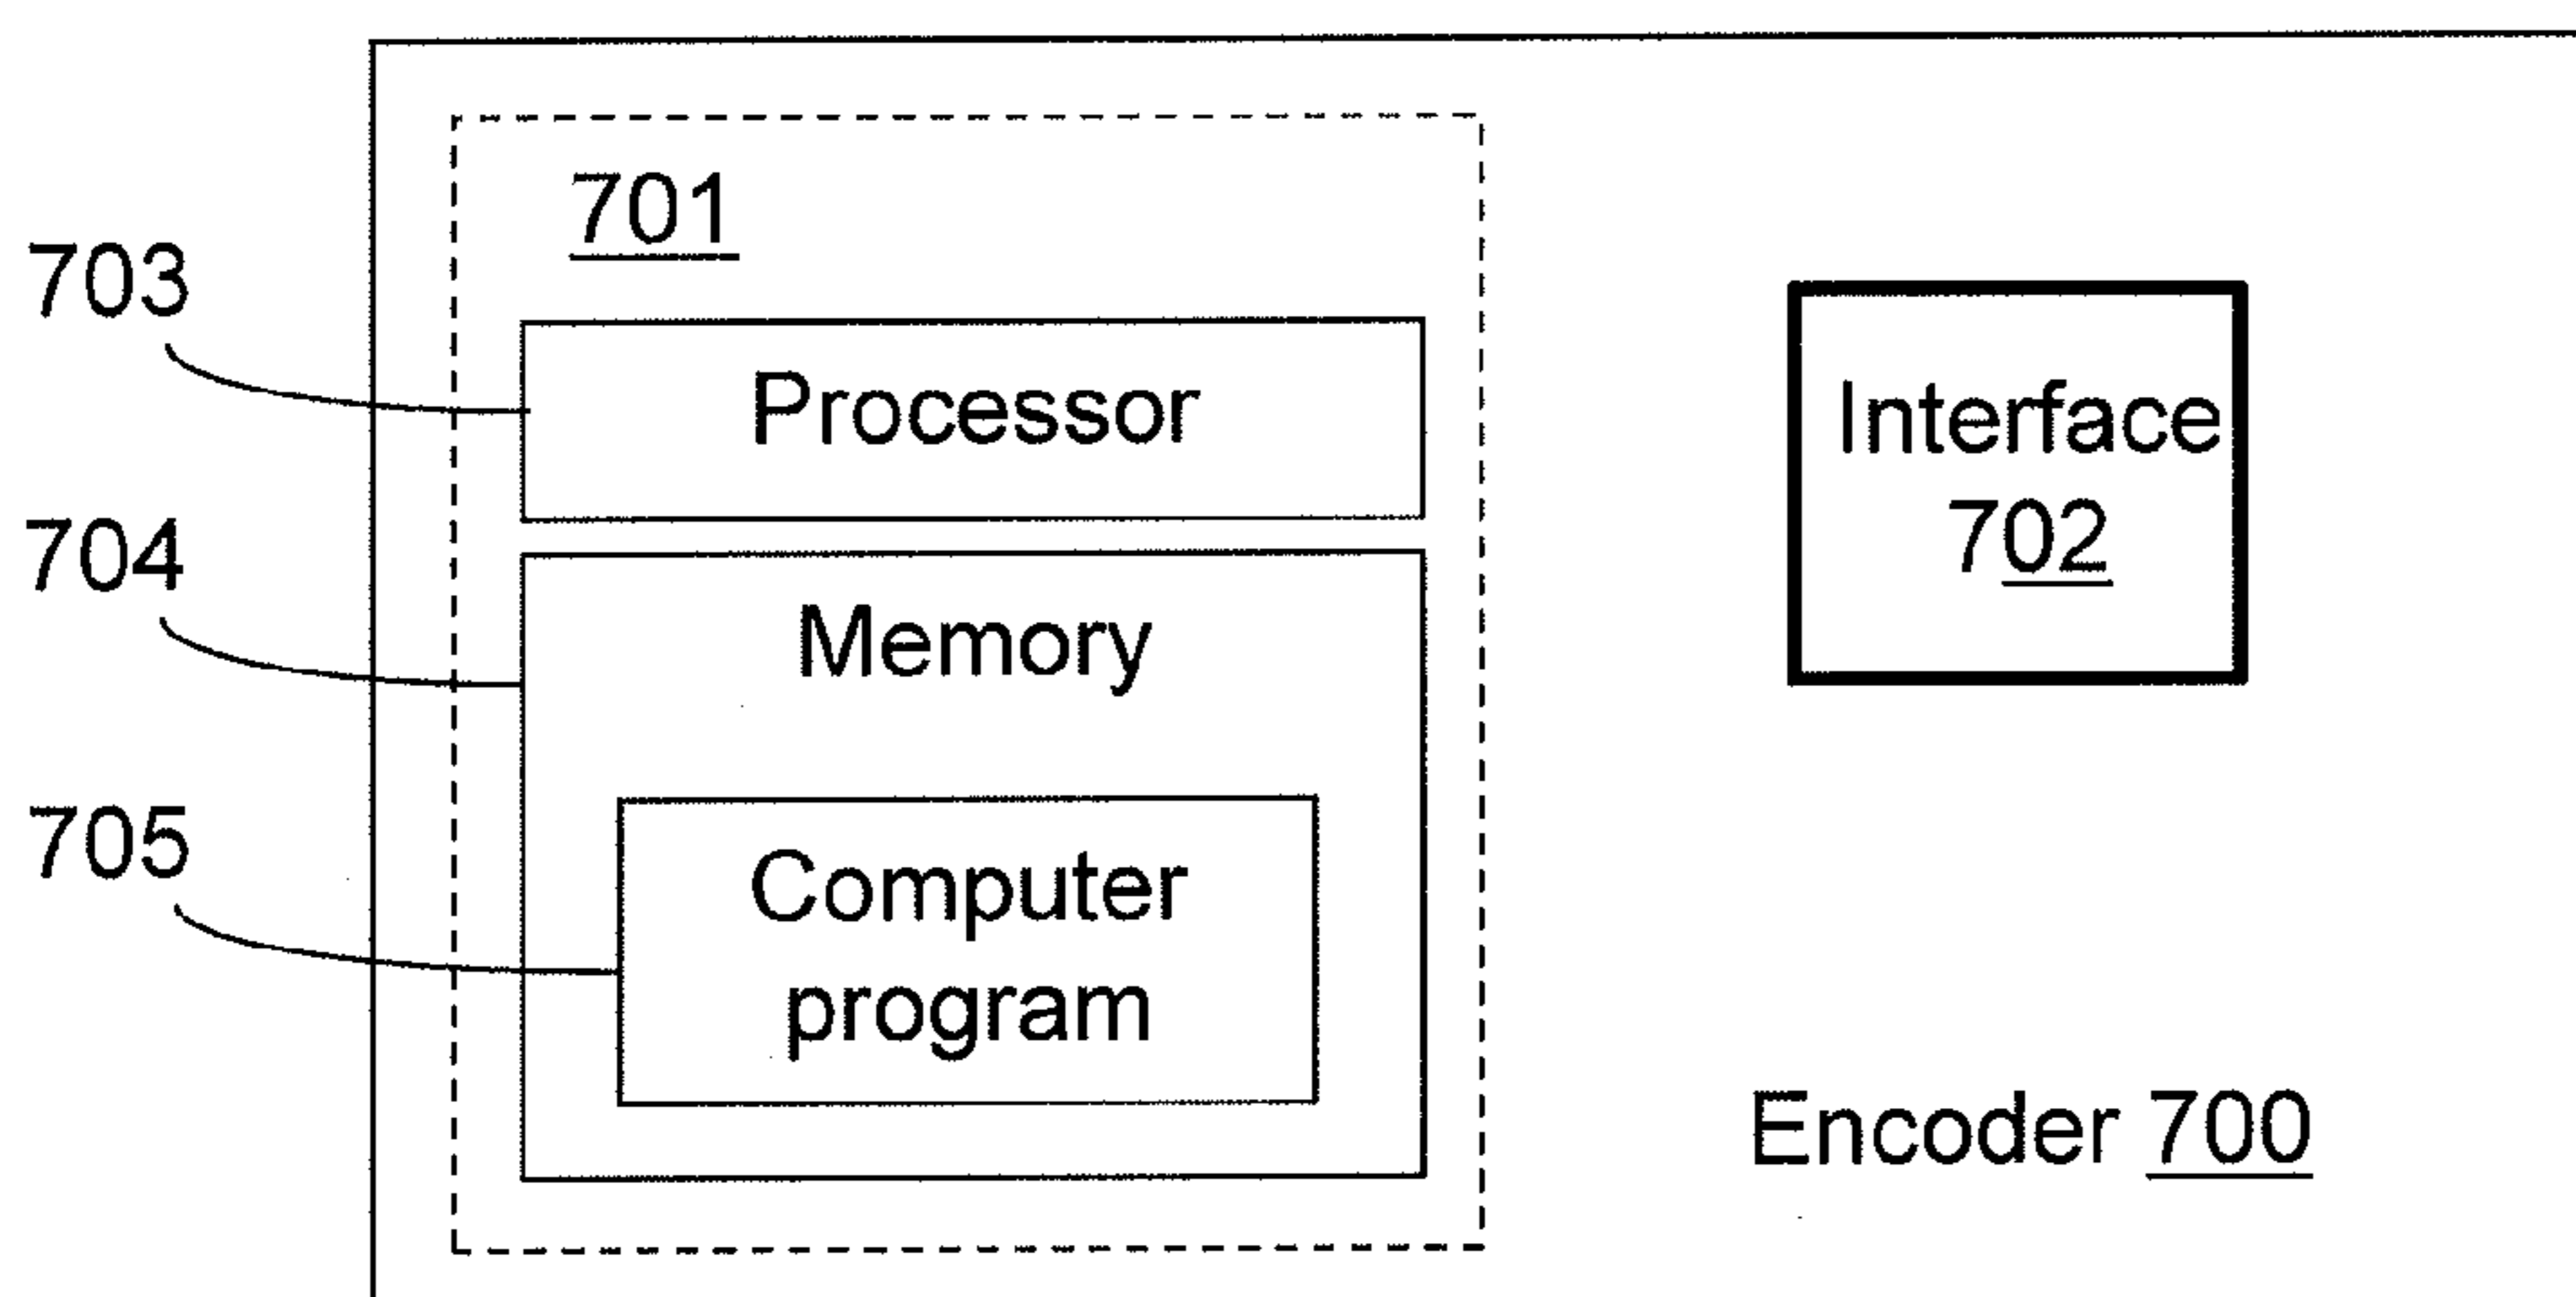 701
703
Processor
Interface
702
704
Memory
705
Computer
program
Encoder 700